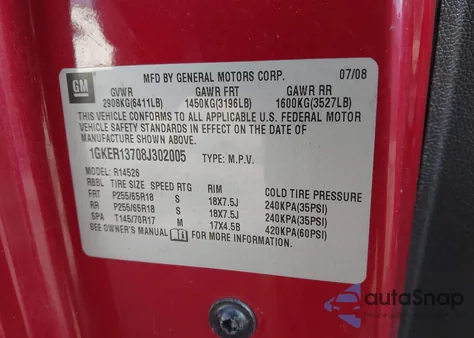 GM
MFD BY GENERAL MOTORS CORP. 07/08
GVWR GAWR FRT GAWR RR
2908KG(6411LB) 1450KG(3196LB) 1600KG(3527LB)
THIS VEHICLE CONFORMS TO ALL APPLICABLE U.S. FEDERAL MOTOR
VEHICLE SAFETY STANDARDS IN EFFECT ON THE DATE OF
MANUFACTURE SHOWN ABOVE.
1GKER13708J302005 TYPE: M.P.V.
MODEL: R14526
RBBL TIRE SIZE SPEED RTG RIM COLD TIRE PRESSURE
FRT P255/65R18 S 18X7.5J 240KPA(35PSI)
RR P255/65R18 S 18X7.5J 240KPA(35PSI)
SPA T145/70R17 M 17X4.5B 420KPA(60PSI)
SEE OWNER'S MANUAL FOR MORE INFORMATION.
autoSnap